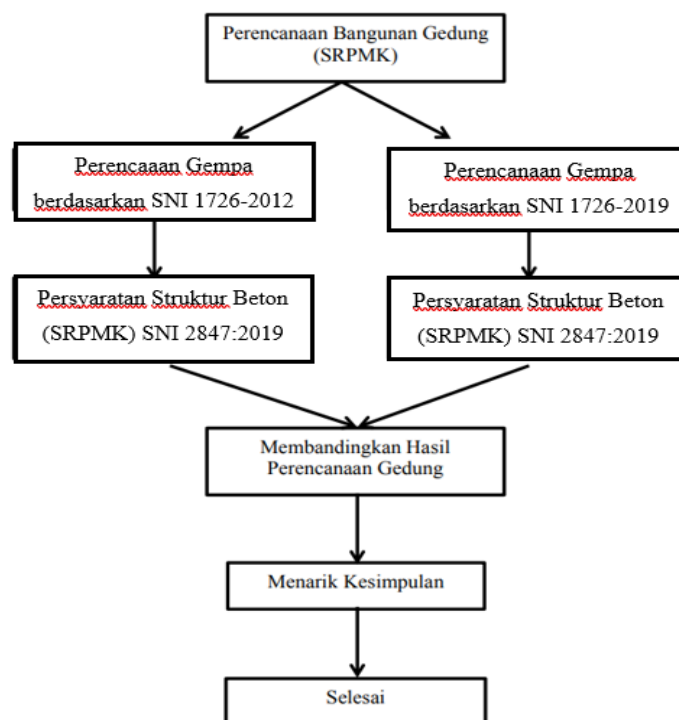 Perencanaan Bangunan Gedung
(SRPMK)
Perencaaan Gempa
berdasarkan SNI 1726-2012
Perencanaan Gempa
berdasarkan SNI 1726-2019
Persyaratan Struktur Beton
(SRPMK) SNI 2847:2019
Persyaratan Struktur Beton
(SRPMK) SNI 2847:2019
Membandingkan Hasil
Perencanaan Gedung
Menarik Kesimpulan
Selesai